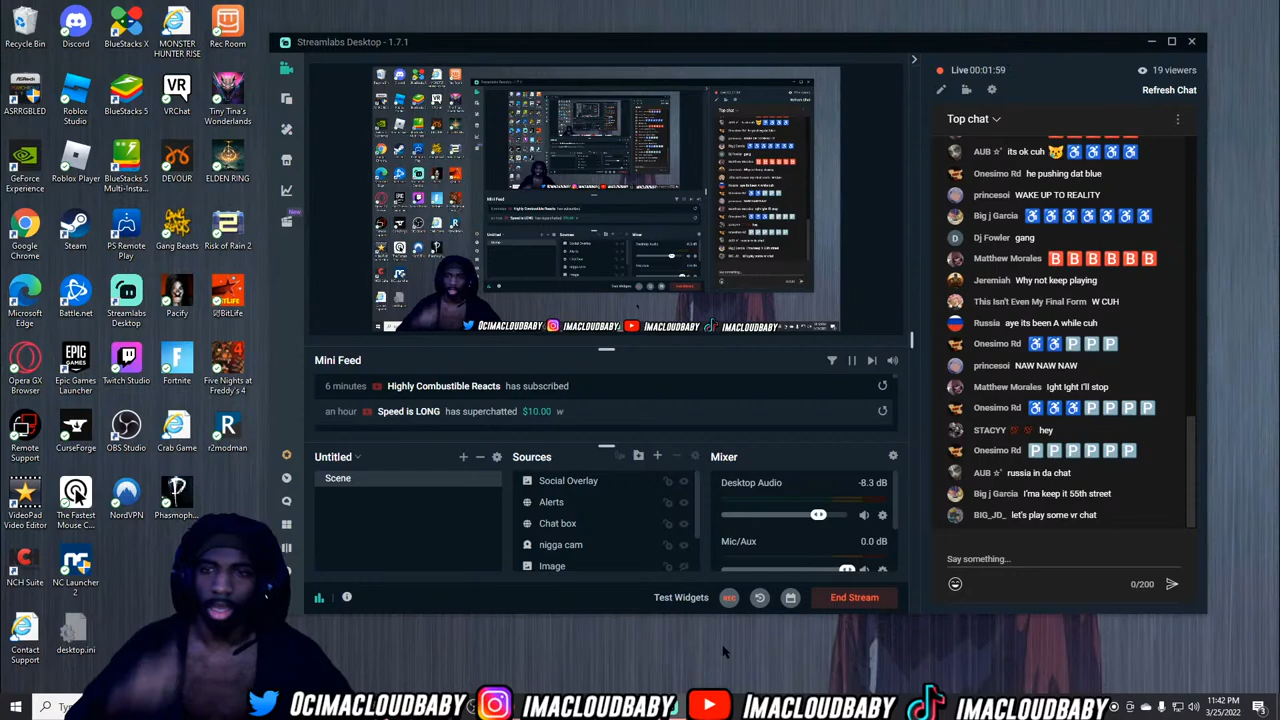 Recycle Bin
Discord
BlueStacks X
MONSTER HUNTER RISE
Rec Room
ASRRGBLED
Roblox Studio
BlueStacks 5
VRChat
Tiny Tina's Wonderlands
GeForce Experience
Roblox Player
BlueStacks 5 Multi-Insta...
DEVOUR
ELDEN RING
Google Chrome
Steam
PS Remote Play
Gang Beasts
Risk of Rain 2
Microsoft Edge
Battle.net
Streamlabs Desktop
Pacify
BitLife
Opera GX Browser
Epic Games Launcher
Twitch Studio
Fortnite
Five Nights at Freddy's 4
Remote Support
CurseForge
OBS Studio
Crab Game
r2modman
VideoPad Video Editor
The Fastest Mouse C...
NordVPN
Phasmoph...
NCH Suite
NC Launcher 2
Contact Support
desktop.ini
Streamlabs Desktop - 1.7.1
New
Mini Feed
6 minutes Highly Combustible Reacts has subscribed
an hour Speed is LONG has superchatted $10.00 w
Untitled
Scene
Sources
Social Overlay
Alerts
Chat box
nigga cam
Image
Mixer
Desktop Audio -8.3 dB
Mic/Aux 0.0 dB
Test Widgets
REC
End Stream
Live 00:01:59
19 viewers
Refresh Chat
Top chat
AUB its ok cuh 😿♿♿♿♿
Onesimo Rd he pushing dat blue
princesoi WAKE UP TO REALITY
Big j Garcia ♿♿♿♿♿♿♿
Dj Fowler gang
Matthew Morales 🅱🅱🅱🅱🅱🅱
Jeremiah Why not keep playing
This Isn't Even My Final Form W CUH
Russia aye its been A while cuh
Onesimo Rd ♿♿🅿🅿🅿
princesoi NAW NAW NAW
Matthew Morales Ight Ight I'll stop
Onesimo Rd ♿♿♿🅿🅿🅿🅿
STACYY 💯 💯 hey
Onesimo Rd 🅿🅿🅿🅿🅿🅿
AUB russia in da chat
Big j Garcia I'ma keep it 55th street
BIG_JD_ let's play some vr chat
Say something...
0/200
OCIMACLOUDBABY IMACLOUDBABY IMACLOUDBABY IMACLOUDBABY
11:42 PM
3/25/2022